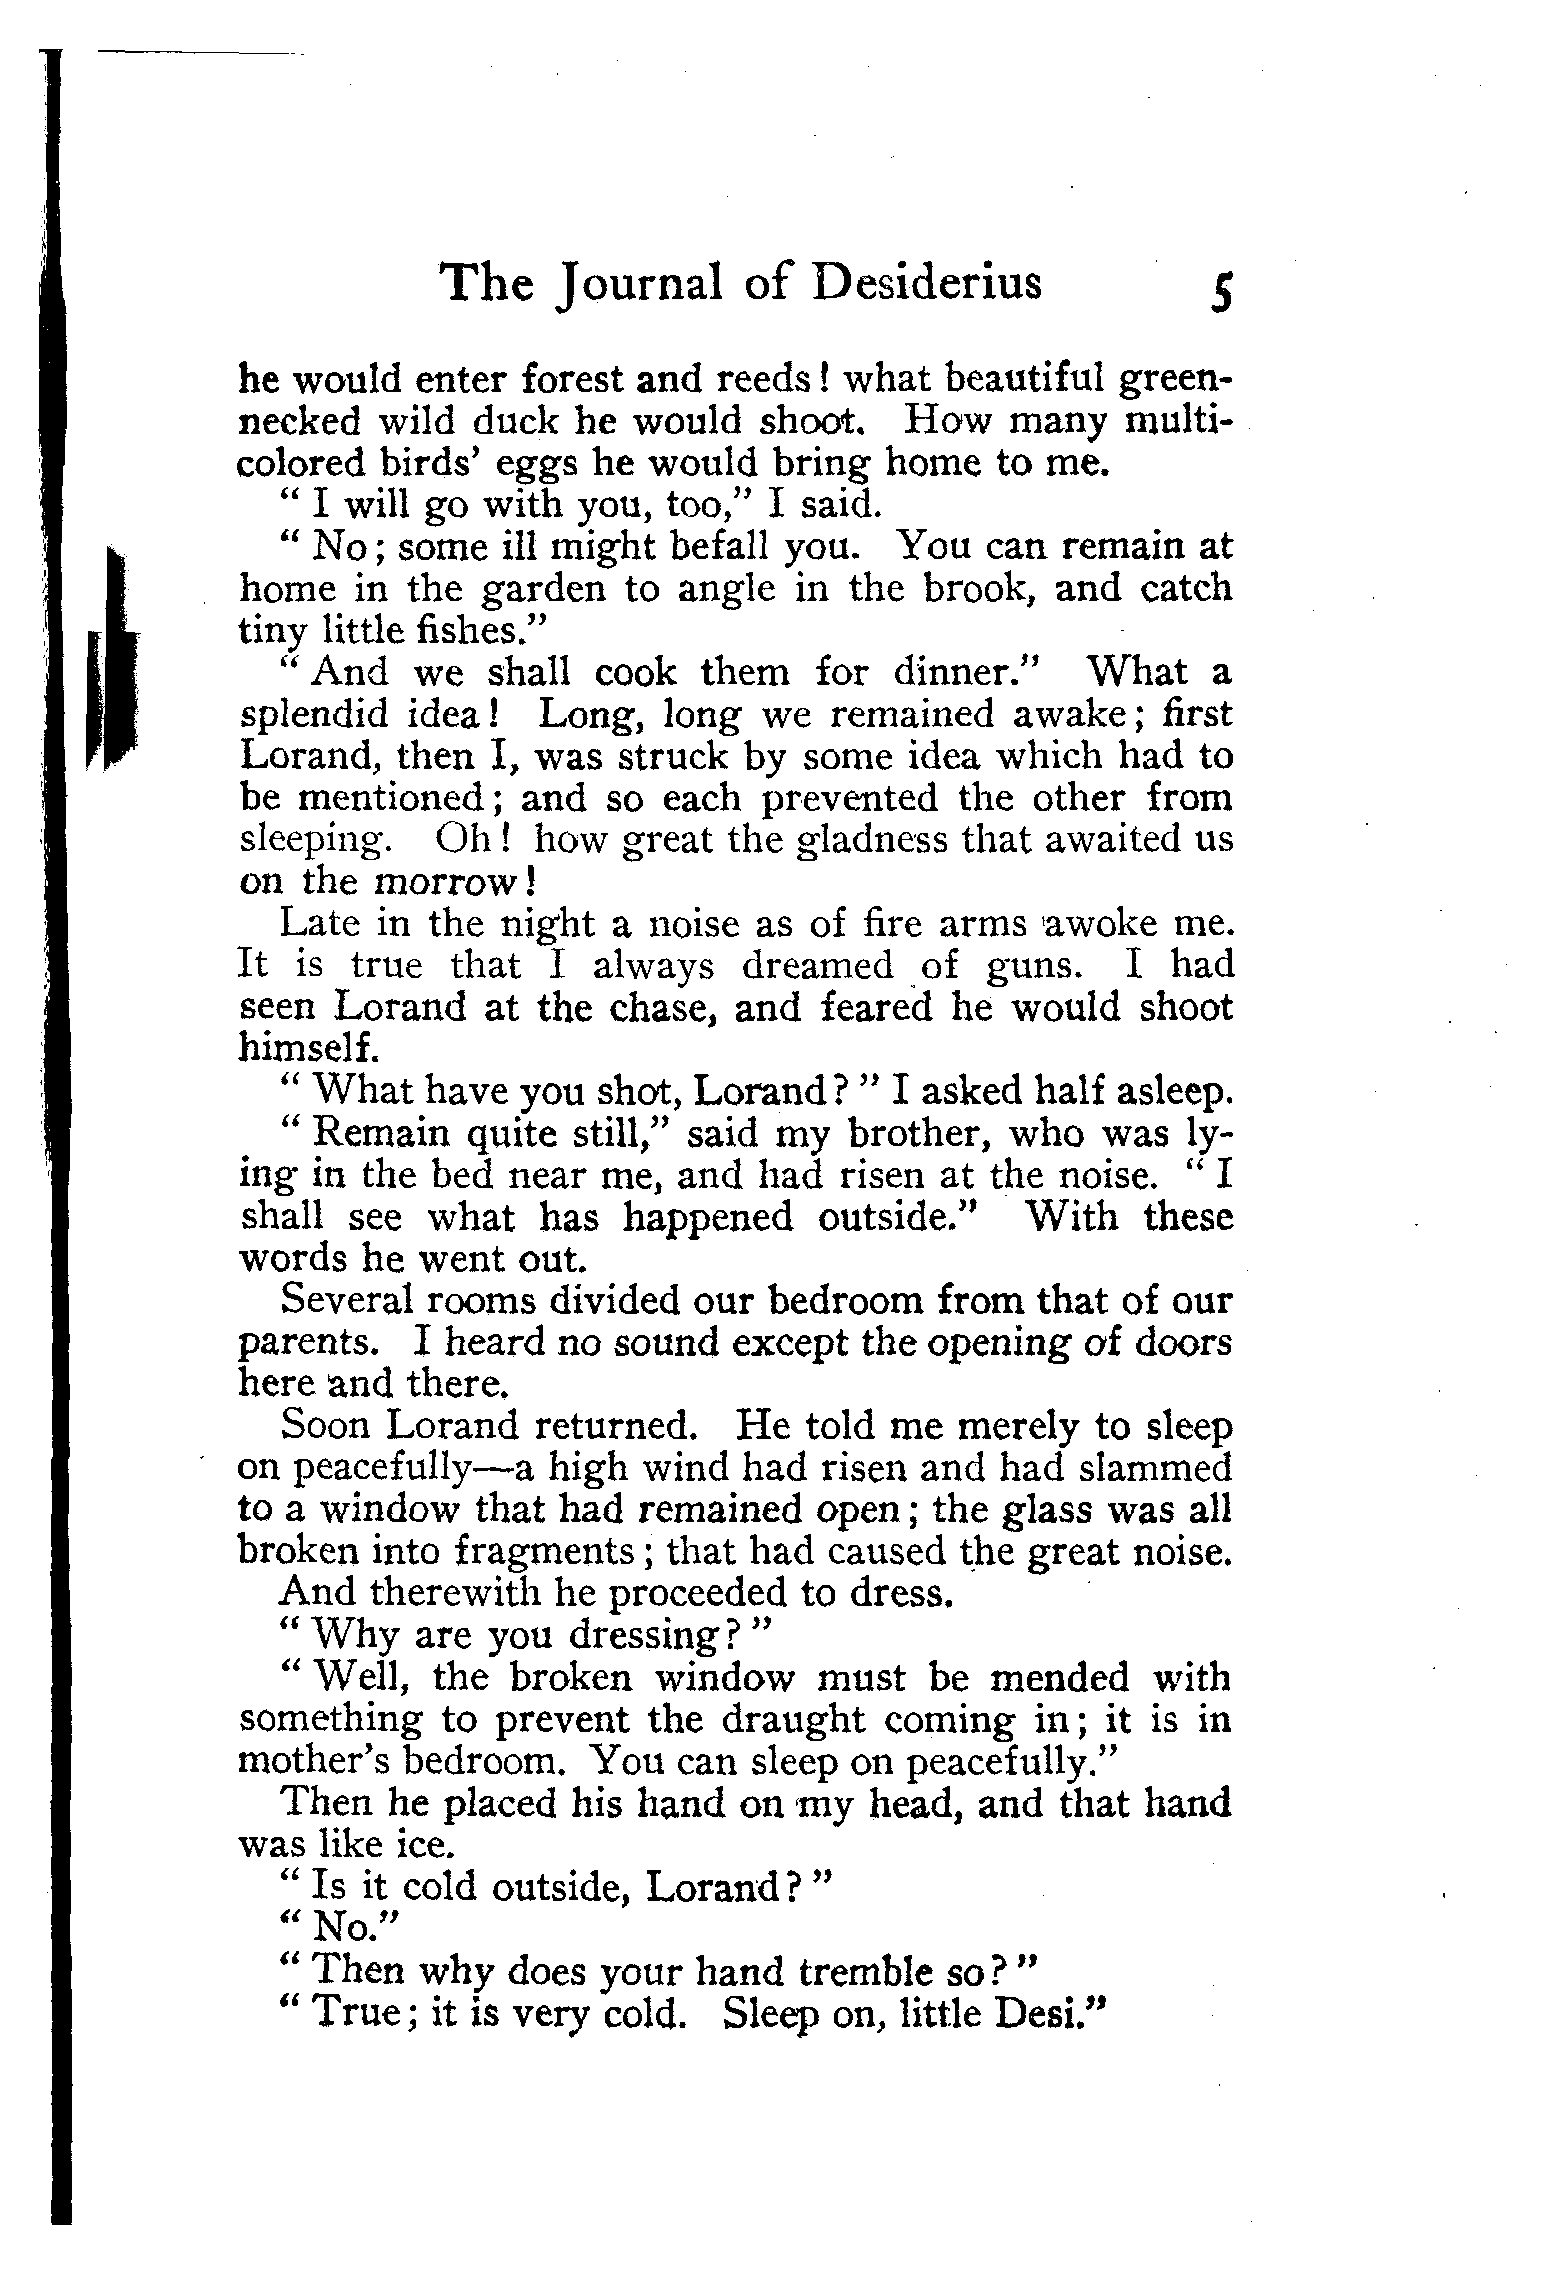 The Journal of Desiderius 5
he would enter forest and reeds! what beautiful green-
necked wild duck he would shoot. How many multi-
colored birds' eggs he would bring home to me.
" I will go with you, too," I said.
" No; some ill might befall you. You can remain at
home in the garden to angle in the brook, and catch
tiny little fishes."
" And we shall cook them for dinner." What a
splendid idea! Long, long we remained awake; first
Lorand, then I, was struck by some idea which had to
be mentioned; and so each prevented the other from
sleeping. Oh! how great the gladness that awaited us
on the morrow!
Late in the night a noise as of fire arms awoke me.
It is true that I always dreamed of guns. I had
seen Lorand at the chase, and feared he would shoot
himself.
" What have you shot, Lorand? " I asked half asleep.
" Remain quite still," said my brother, who was ly-
ing in the bed near me, and had risen at the noise. " I
shall see what has happened outside." With these
words he went out.
Several rooms divided our bedroom from that of our
parents. I heard no sound except the opening of doors
here and there.
Soon Lorand returned. He told me merely to sleep
on peacefully—a high wind had risen and had slammed
to a window that had remained open; the glass was all
broken into fragments; that had caused the great noise.
And therewith he proceeded to dress.
" Why are you dressing? "
" Well, the broken window must be mended with
something to prevent the draught coming in; it is in
mother's bedroom. You can sleep on peacefully."
Then he placed his hand on my head, and that hand
was like ice.
" Is it cold outside, Lorand? "
" No."
" Then why does your hand tremble so? "
" True; it is very cold. Sleep on, little Desi."